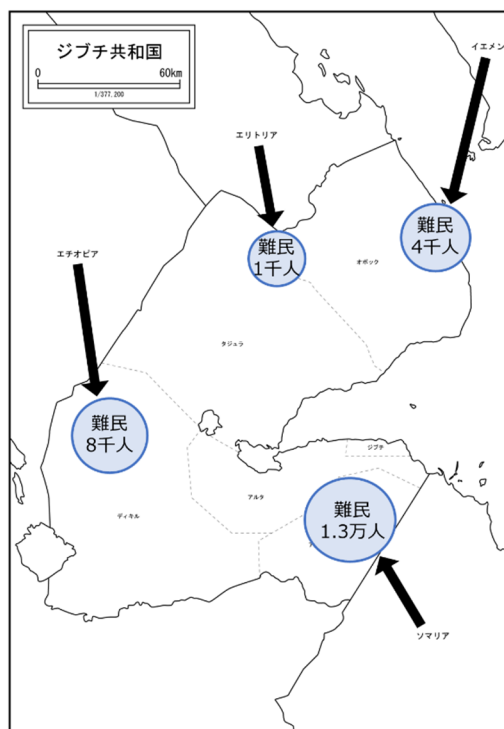 ジブチ共和国
0 60km
1/377,200
イエメン
エリトリア
難民
4千人
難民
1千人
エチオピア
オボック
タジュラ
難民
8千人
ジブチ
アルタ
難民
1.3万人
ディキル
ソマリア